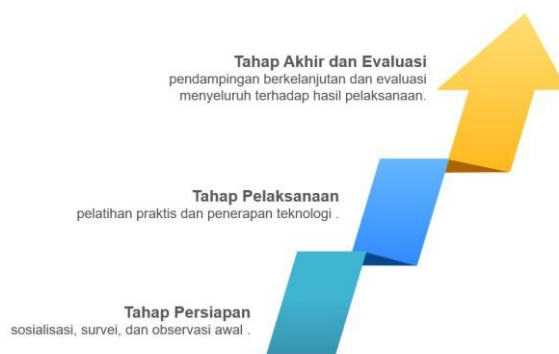 Tahap Akhir dan Evaluasi
pendampingan berkelanjutan dan evaluasi
menyeluruh terhadap hasil pelaksanaan.
Tahap Pelaksanaan
pelatihan praktis dan penerapan teknologi .
Tahap Persiapan
sosialisasi, survei, dan observasi awal .